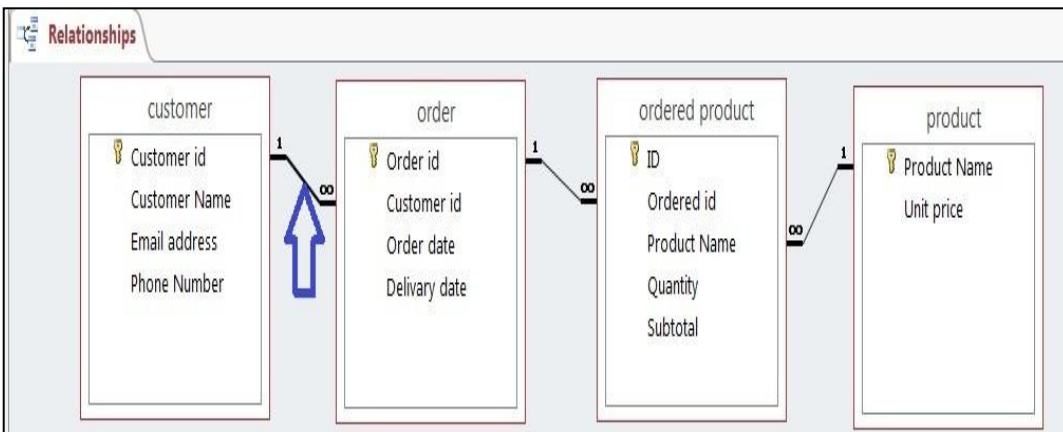 Relationships
customer
Customer id
Customer Name
Email address
Phone Number
1
∞
order
Order id
Customer id
Order date
Delivary date
1
∞
ordered product
ID
Ordered id
Product Name
Quantity
Subtotal
∞
1
product
Product Name
Unit price